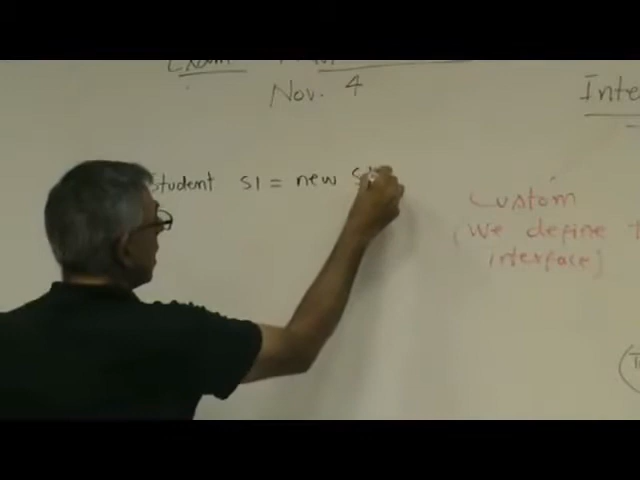 Exam
Nov. 4
Inte
Student S1 = new St
Custom
(We define t
interface)